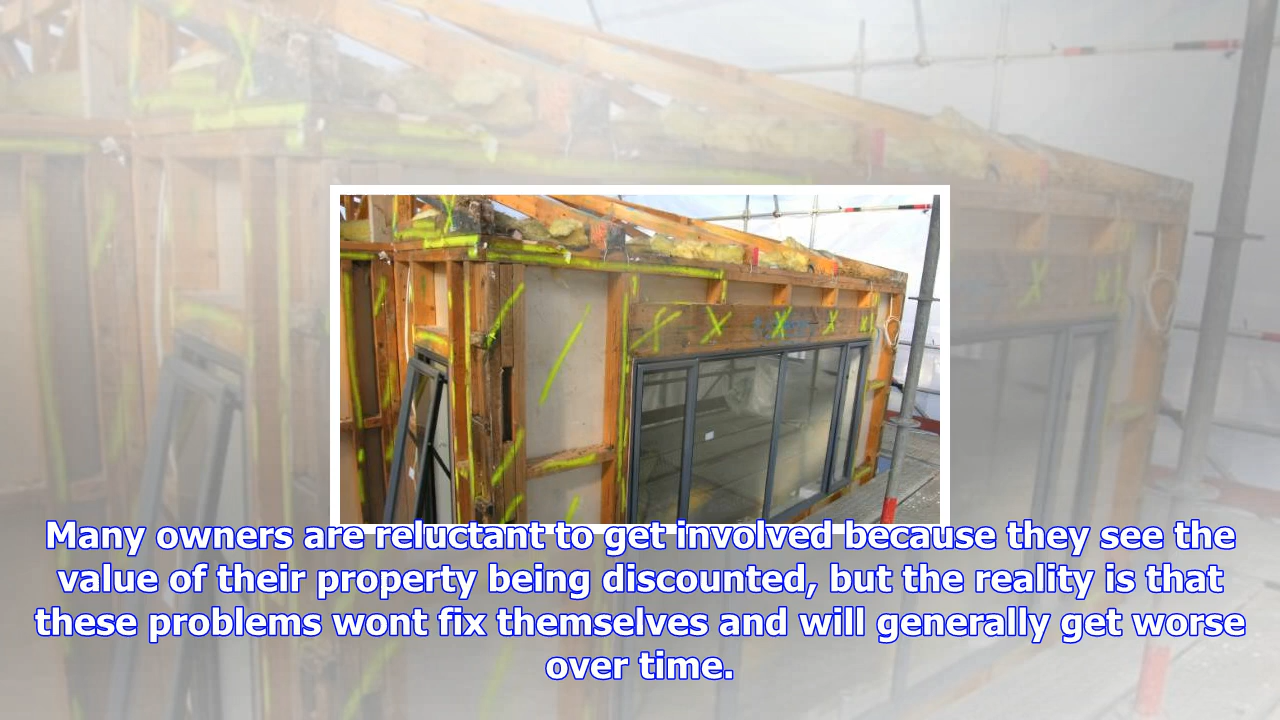 Many owners are reluctant to get involved because they see the
value of their property being discounted, but the reality is that
these problems wont fix themselves and will generally get worse
over time.